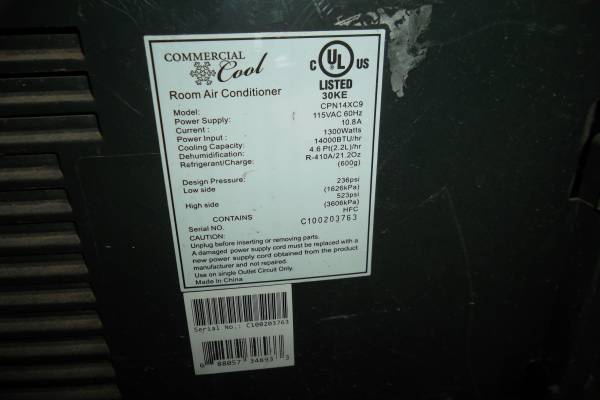 COMMERCIAL
Cool
C UL US
LISTED
30KE
Room Air Conditioner
Model: CPN14XC9
Power Supply: 115VAC 60Hz
Current : 10.8A
Power Input : 1300Watts
Cooling Capacity: 14000BTU/hr
Dehumidification: 4.6 Pt(2.2L)/hr
Refrigerant/Charge: R-410A/21.2Oz
(600g)
Design Pressure: 236psi
Low side (1626kPa)
523psi
High side (3606kPa)
CONTAINS HFC
Serial NO. C100203763
CAUTION:
Unplug before inserting or removing parts.
A damaged power supply cord must be replaced with a
new power supply cord obtained from the product
manufacturer and not repaired.
Use on single Outlet Circuit Only.
Made In China
Serial No.: C100203763
6 88057 34893 3